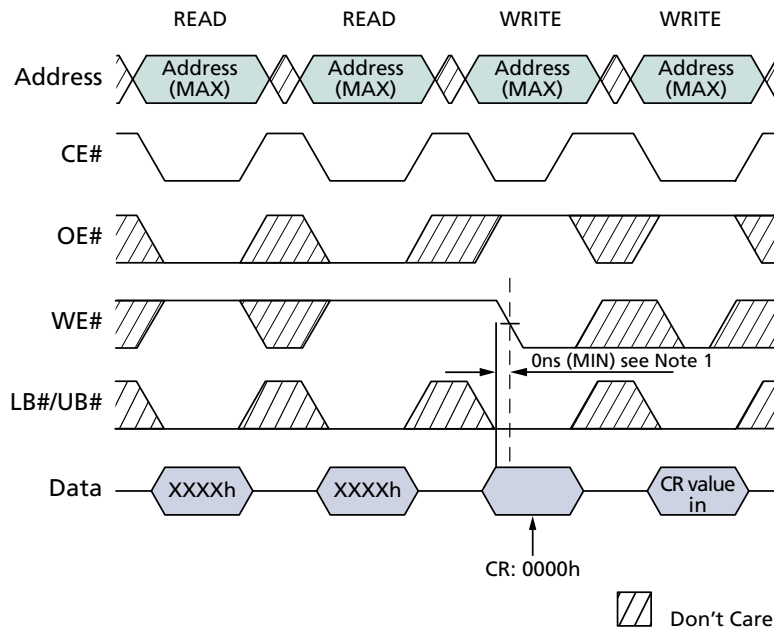 READ READ WRITE WRITE
Address
Address
(MAX)
Address
(MAX)
Address
(MAX)
Address
(MAX)
CE#
OE#
WE#
0ns (MIN) see Note 1
LB#/UB#
Data
XXXXh
XXXXh
CR value
in
CR: 0000h
Don't Care